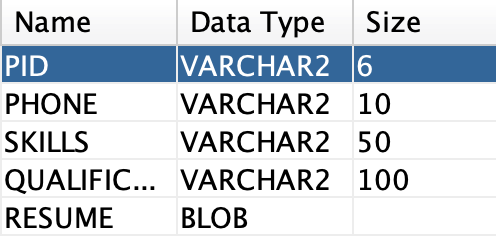 Name Data Type Size
PID VARCHAR2 6
PHONE VARCHAR2 10
SKILLS VARCHAR2 50
QUALIFIC... VARCHAR2 100
RESUME BLOB